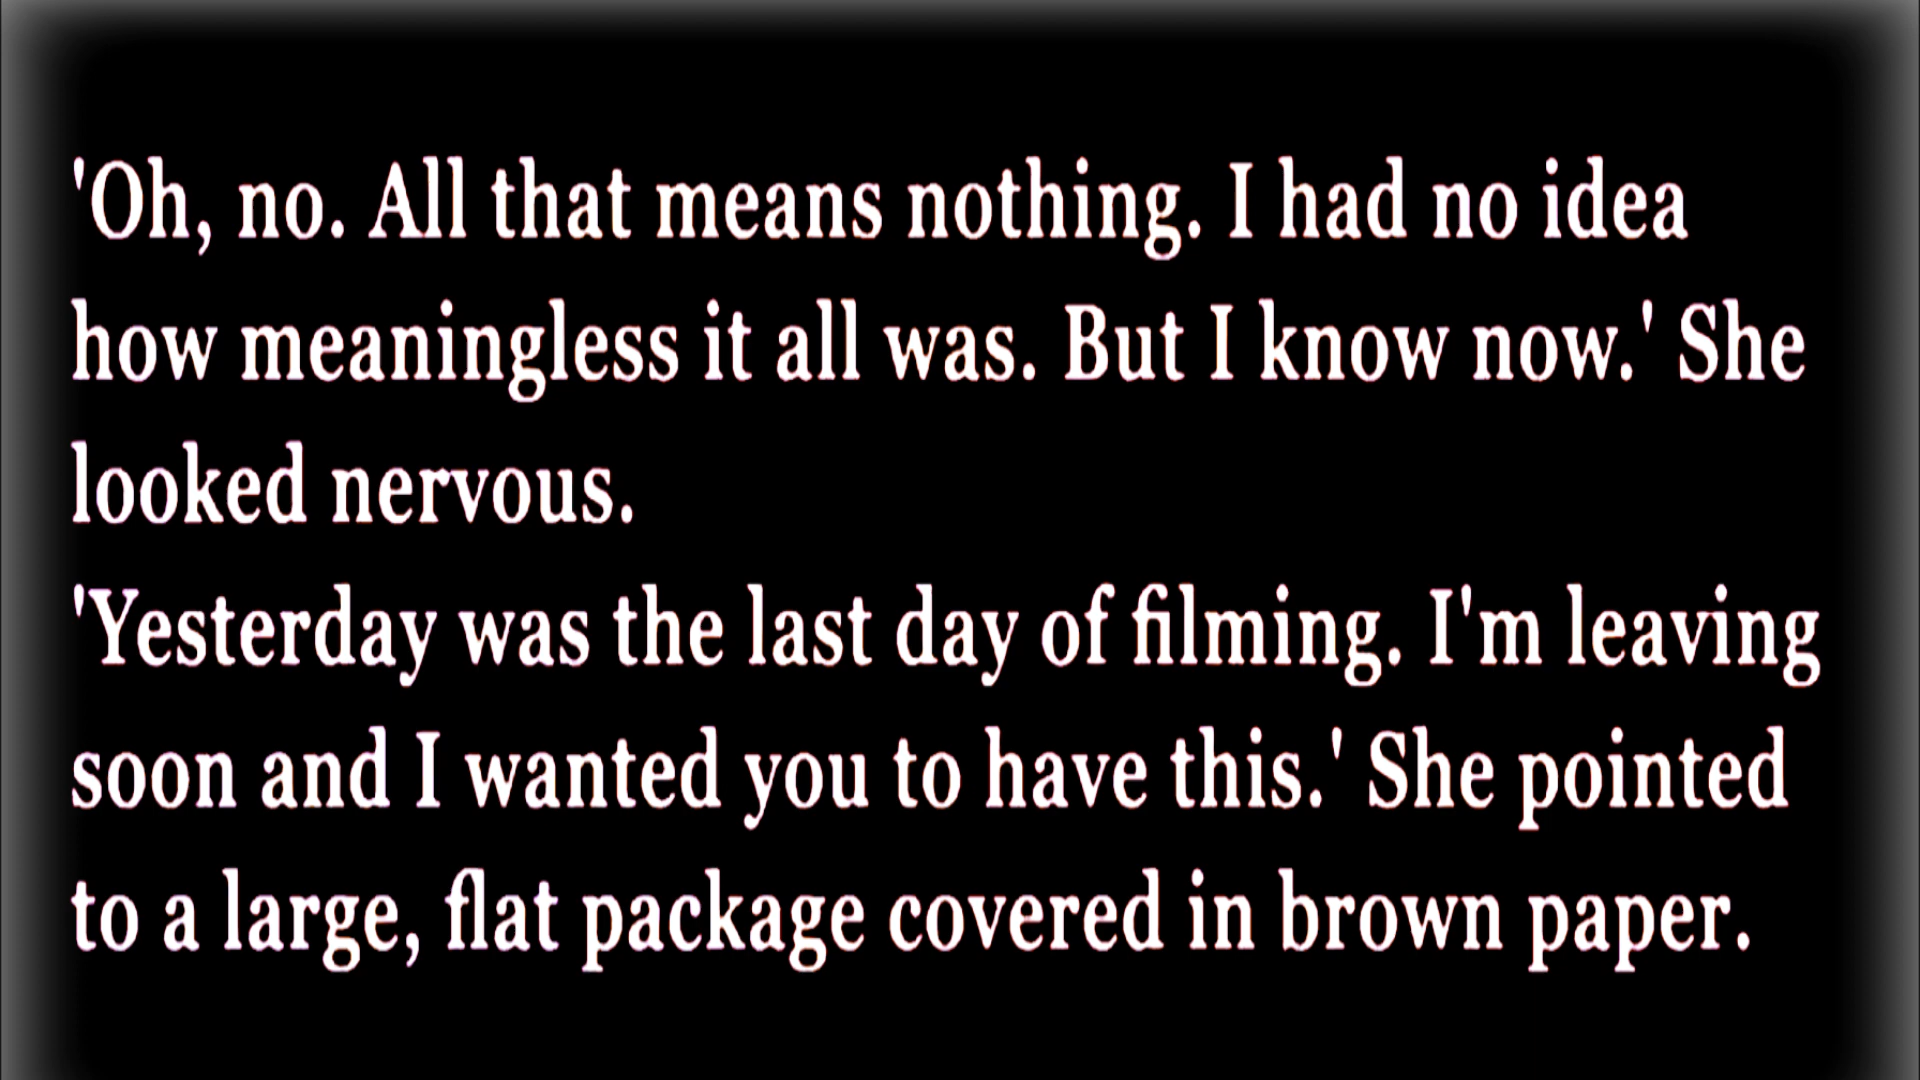 'Oh, no. All that means nothing. I had no idea
how meaningless it all was. But I know now.' She
looked nervous.
'Yesterday was the last day of filming. I'm leaving
soon and I wanted you to have this.' She pointed
to a large, flat package covered in brown paper.